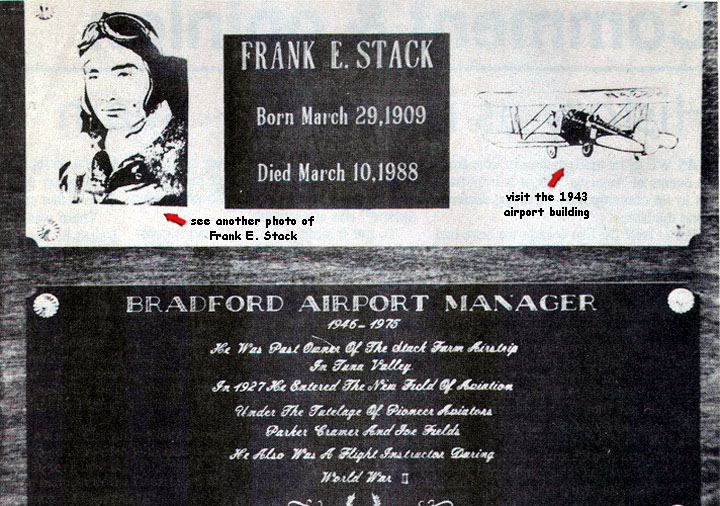 FRANK E. STACK
Born March 29,1909
Died March 10,1988
see another photo of
Frank E. Stack
visit the 1943
airport building
BRADFORD AIRPORT MANAGER
1946-1975
He Was Past Owner Of The Stack Farm Airstrip
In Tuna Valley
In 1927 He Entered The New Field Of Aviation
Under The Tutelage Of Pioneer Aviators
Parker Cramer And Joe Fields
He Also Was A Flight Instructor During
World War II